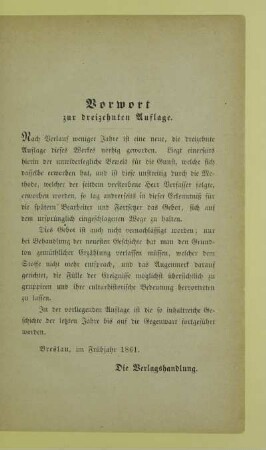 Vorwort
zur dreizehnten Auflage.
Nach Verlauf weniger Jahre ist eine neue, die dreizehnte
Auflage dieses Werkes nöthig geworden. Liegt einerseits
hierin der unwiderlegliche Beweis für die Gunst, welche sich
dasselbe erworben hat, und ist diese unstreitig durch die Me-
thode, welcher der seitdem verstorbene Herr Verfasser folgte,
erworben worden, so lag andrerseits in dieser Erkenntniß für
die spätern Bearbeiter und Fortsetzer das Gebot, sich auf
dem ursprünglich eingeschlagenen Wege zu halten.
Dies Gebot ist auch nicht vernachlässigt worden; nur
bei Behandlung der neuesten Geschichte hat man den Grund-
ton gemüthlicher Erzählung verlassen müssen, welcher dem
Stoffe nicht mehr entsprach, und das Augenmerk darauf
gerichtet, die Fülle der Ereignisse möglichst übersichtlich zu
gruppiren und ihre culturhistorische Bedeutung hervortreten
zu lassen.
In der vorliegenden Auflage ist die so inhaltreiche Ge-
schichte der letzten Jahre bis auf die Gegenwart fortgeführt
worden.
Breslau, im Frühjahr 1861.
Die Verlagshandlung.